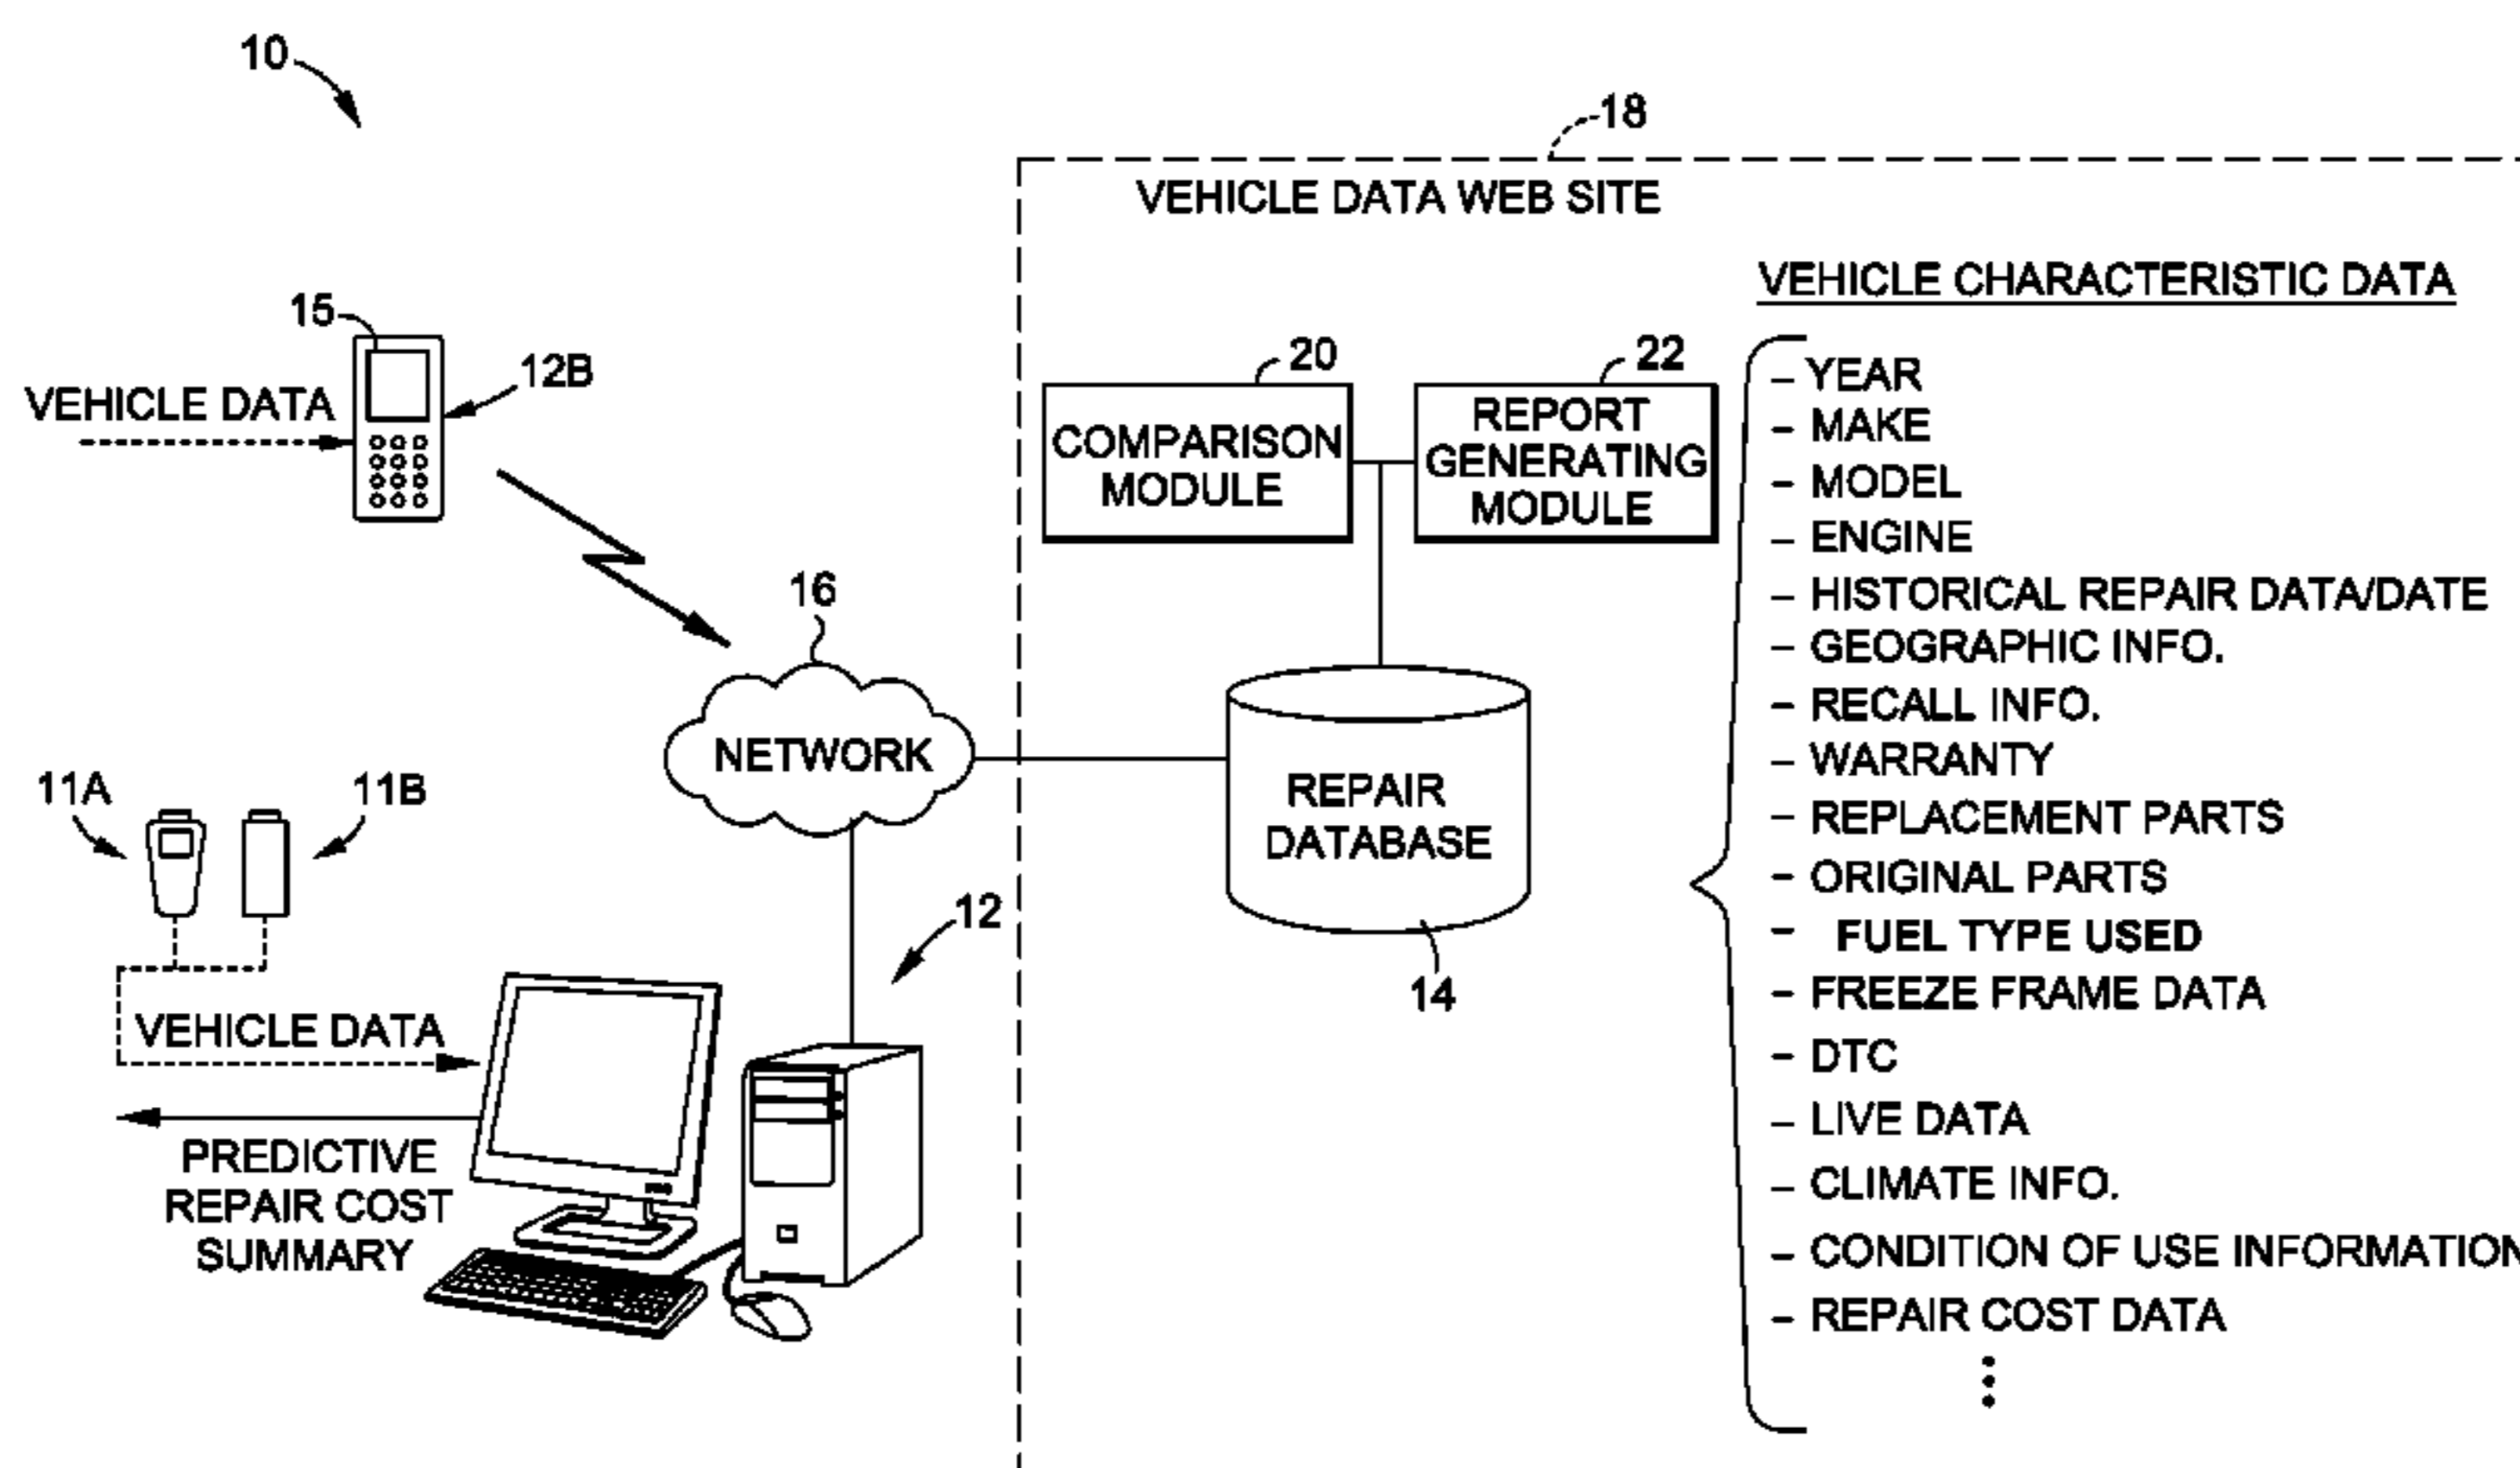 10
18
VEHICLE DATA WEB SITE
VEHICLE CHARACTERISTIC DATA
15
12B
VEHICLE DATA
20
COMPARISON
MODULE
22
REPORT
GENERATING
MODULE
- YEAR
- MAKE
- MODEL
- ENGINE
- HISTORICAL REPAIR DATA/DATE
- GEOGRAPHIC INFO.
- RECALL INFO.
- WARRANTY
- REPLACEMENT PARTS
- ORIGINAL PARTS
- FUEL TYPE USED
- FREEZE FRAME DATA
- DTC
- LIVE DATA
- CLIMATE INFO.
- CONDITION OF USE INFORMATION
- REPAIR COST DATA
16
NETWORK
REPAIR
DATABASE
14
11A
11B
12
VEHICLE DATA
PREDICTIVE
REPAIR COST
SUMMARY